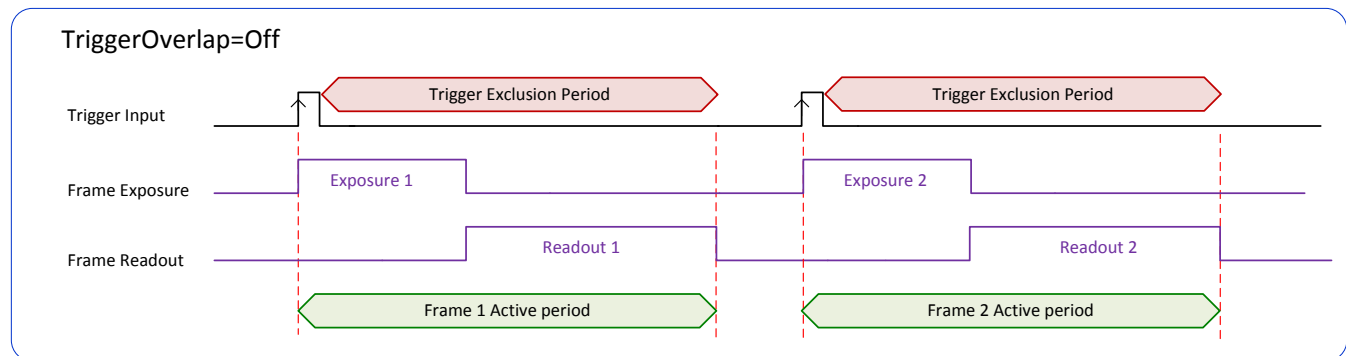 TriggerOverlap=Off
Trigger Exclusion Period
Trigger Exclusion Period
Trigger Input
Frame Exposure
Exposure 1
Exposure 2
Frame Readout
Readout 1
Readout 2
Frame 1 Active period
Frame 2 Active period